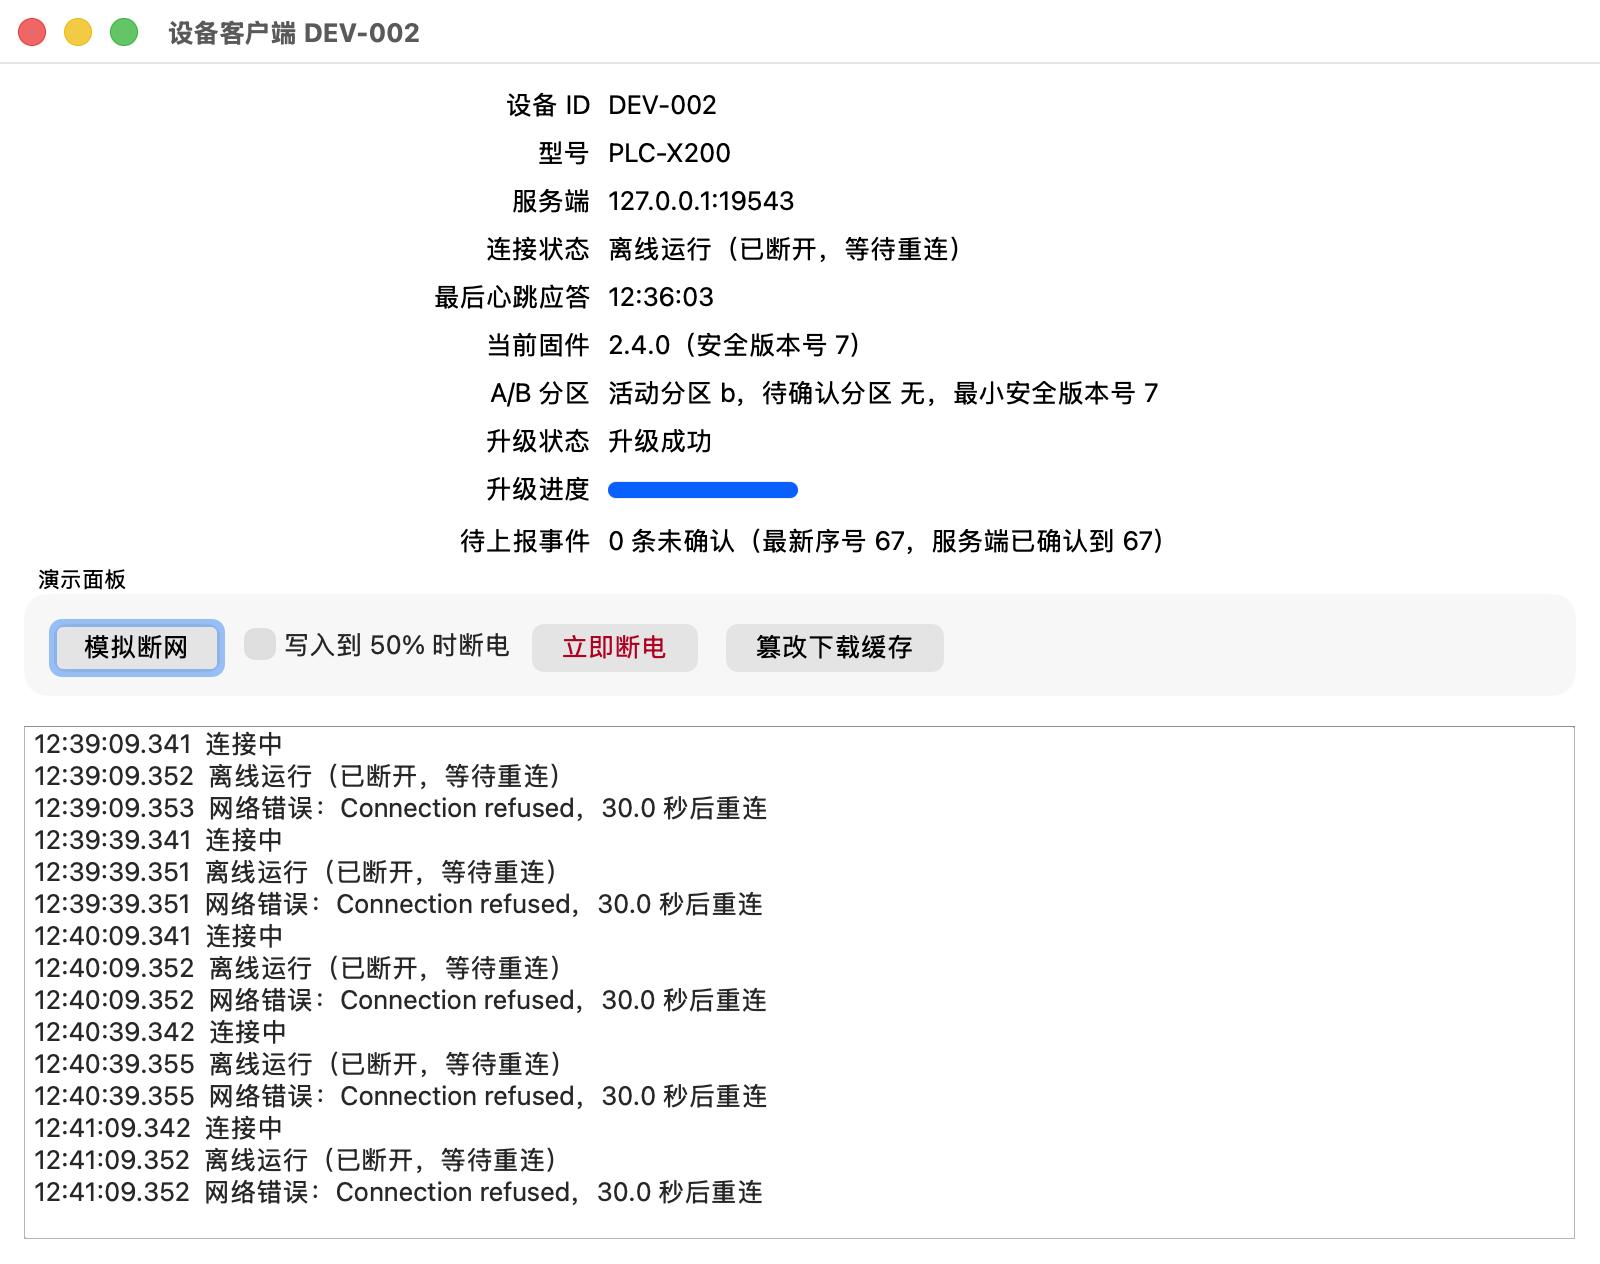 设备客户端 DEV-002
设备 ID DEV-002
型号 PLC-X200
服务端 127.0.0.1:19543
连接状态 离线运行（已断开，等待重连）
最后心跳应答 12:36:03
当前固件 2.4.0（安全版本号 7）
A/B 分区 活动分区 b，待确认分区 无，最小安全版本号 7
升级状态 升级成功
升级进度
待上报事件 0 条未确认（最新序号 67，服务端已确认到 67）
演示面板
模拟断网 写入到 50% 时断电 立即断电 篡改下载缓存
12:39:09.341 连接中
12:39:09.352 离线运行（已断开，等待重连）
12:39:09.353 网络错误：Connection refused，30.0 秒后重连
12:39:39.341 连接中
12:39:39.351 离线运行（已断开，等待重连）
12:39:39.351 网络错误：Connection refused，30.0 秒后重连
12:40:09.341 连接中
12:40:09.352 离线运行（已断开，等待重连）
12:40:09.352 网络错误：Connection refused，30.0 秒后重连
12:40:39.342 连接中
12:40:39.355 离线运行（已断开，等待重连）
12:40:39.355 网络错误：Connection refused，30.0 秒后重连
12:41:09.342 连接中
12:41:09.352 离线运行（已断开，等待重连）
12:41:09.352 网络错误：Connection refused，30.0 秒后重连